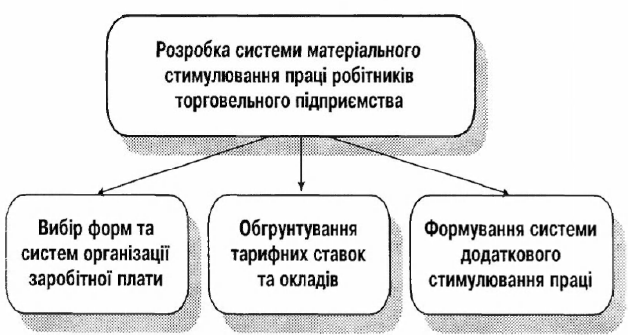 Розробка системи матеріального
стимулювання праці робітників
торговельного підприємства
Вибір форм та
систем організації
заробітної плати
Обгрунтування
тарифних ставок
та окладів
Формування системи
додаткового
стимулювання праці